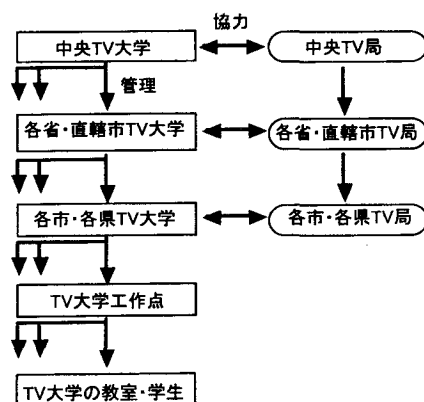 協力
中央TV大学
中央TV局
管理
各省・直轄市TV大学
各省・直轄市TV局
各市・各県TV大学
各市・各県TV局
TV大学工作点
TV大学の教室・学生